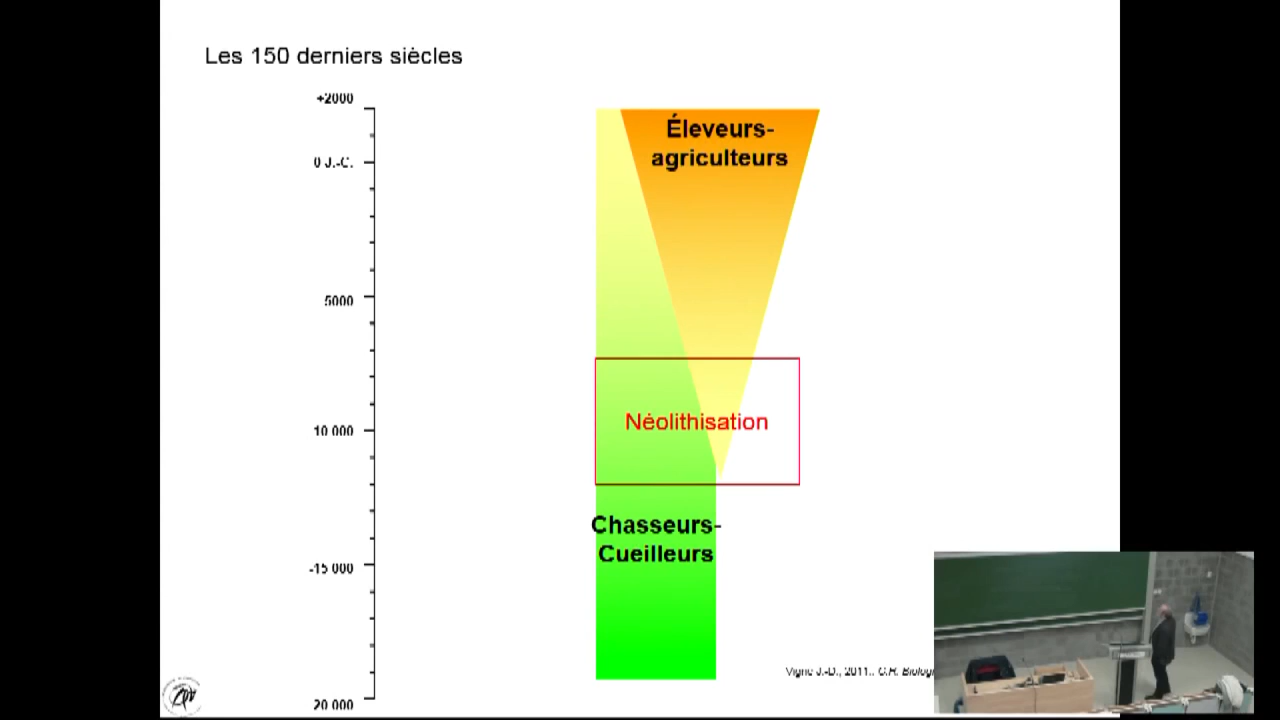 Les 150 derniers siècles
+2000
0 J.-C.
5000
10 000
-15 000
20 000
Éleveurs-
agriculteurs
Néolithisation
Chasseurs-
Cueilleurs
Vigne J.-D., 2011.. C.R. Biolog